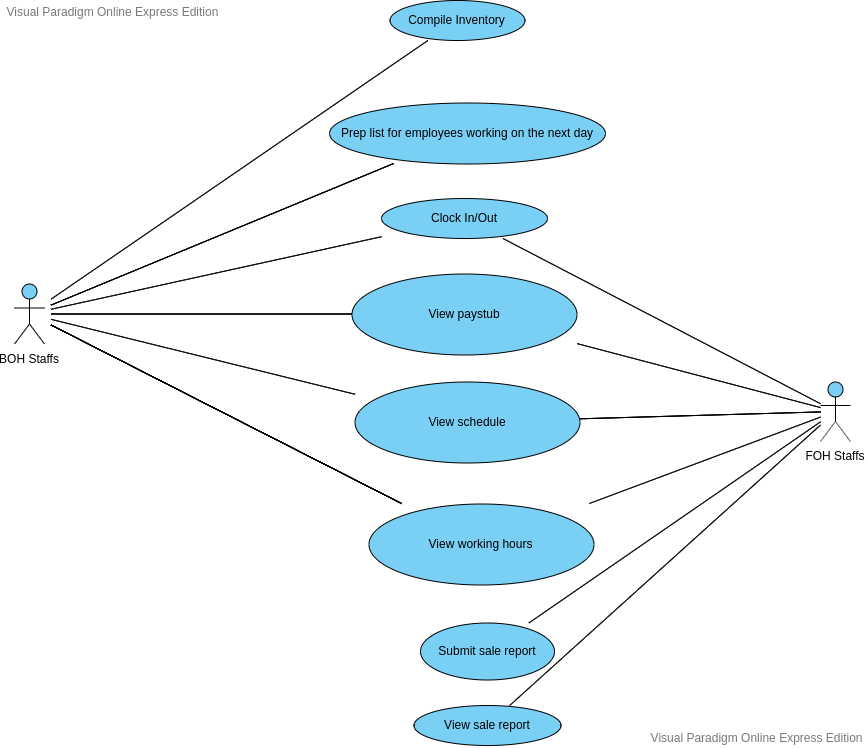 Visual Paradigm Online Express Edition
Compile Inventory
Prep list for employees working on the next day
Clock In/Out
View paystub
BOH Staffs
View schedule
FOH Staffs
View working hours
Submit sale report
View sale report
Visual Paradigm Online Express Edition